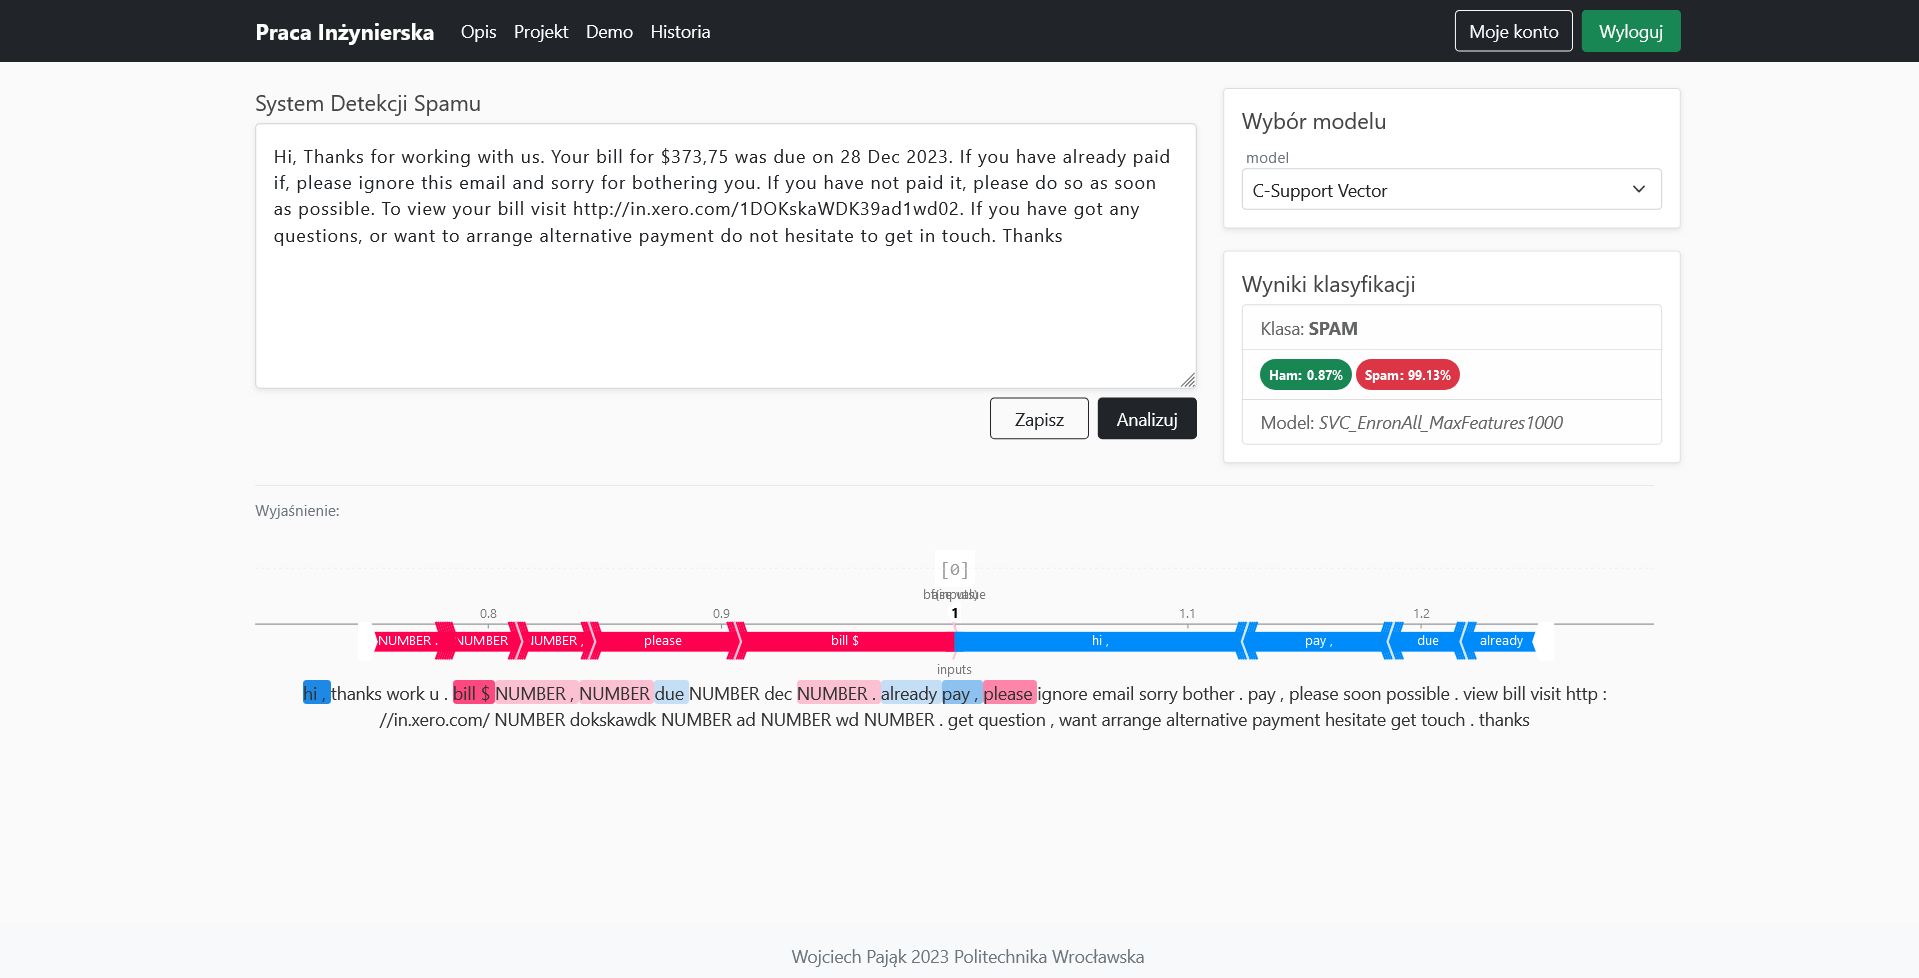 Praca Inżynierska Opis Projekt Demo Historia Moje konto Wyloguj
System Detekcji Spamu
Hi, Thanks for working with us. Your bill for $373,75 was due on 28 Dec 2023. If you have already paid
if, please ignore this email and sorry for bothering you. If you have not paid it, please do so as soon
as possible. To view your bill visit http://in.xero.com/1DOKskaWDK39ad1wd02. If you have got any
questions, or want to arrange alternative payment do not hesitate to get in touch. Thanks
Zapisz Analizuj
Wybór modelu
model
C-Support Vector
Wyniki klasyfikacji
Klasa: SPAM
Ham: 0.87% Spam: 99.13%
Model: SVC_EnronAll_MaxFeatures1000
Wyjaśnienie:
[0]
0.8 0.9 1 1.1 1.2
NUMBER . NUMBER NUMBER , please bill $ hi , pay , due already
inputs
hi , thanks work u . bill $ NUMBER , NUMBER due NUMBER dec NUMBER . already pay , please ignore email sorry bother . pay , please soon possible . view bill visit http :
//in.xero.com/ NUMBER dokskawdk NUMBER ad NUMBER wd NUMBER . get question , want arrange alternative payment hesitate get touch . thanks
Wojciech Pająk 2023 Politechnika Wrocławska